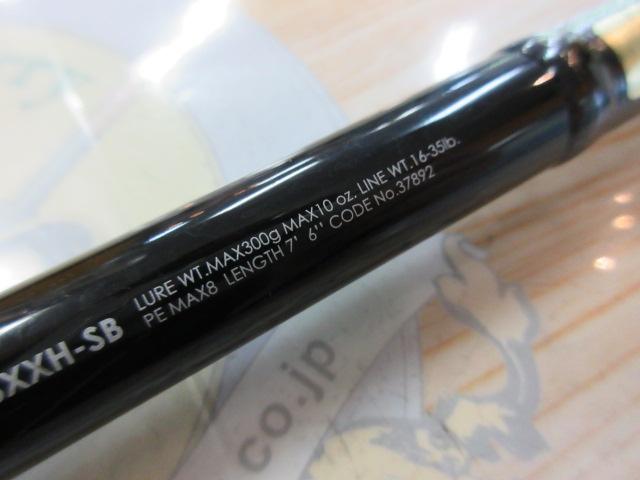 LURE WT.MAX300g MAX10 oz. LINE WT.16-35lb.
PE MAX8 LENGTH 7' 6" CODE No.37892
XXH-SB
co.jp